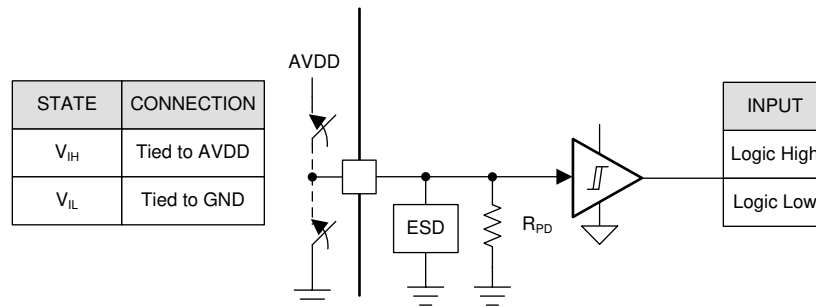 AVDD
STATE CONNECTION
V_IH Tied to AVDD
V_IL Tied to GND
ESD
R_PD
INPUT
Logic High
Logic Low